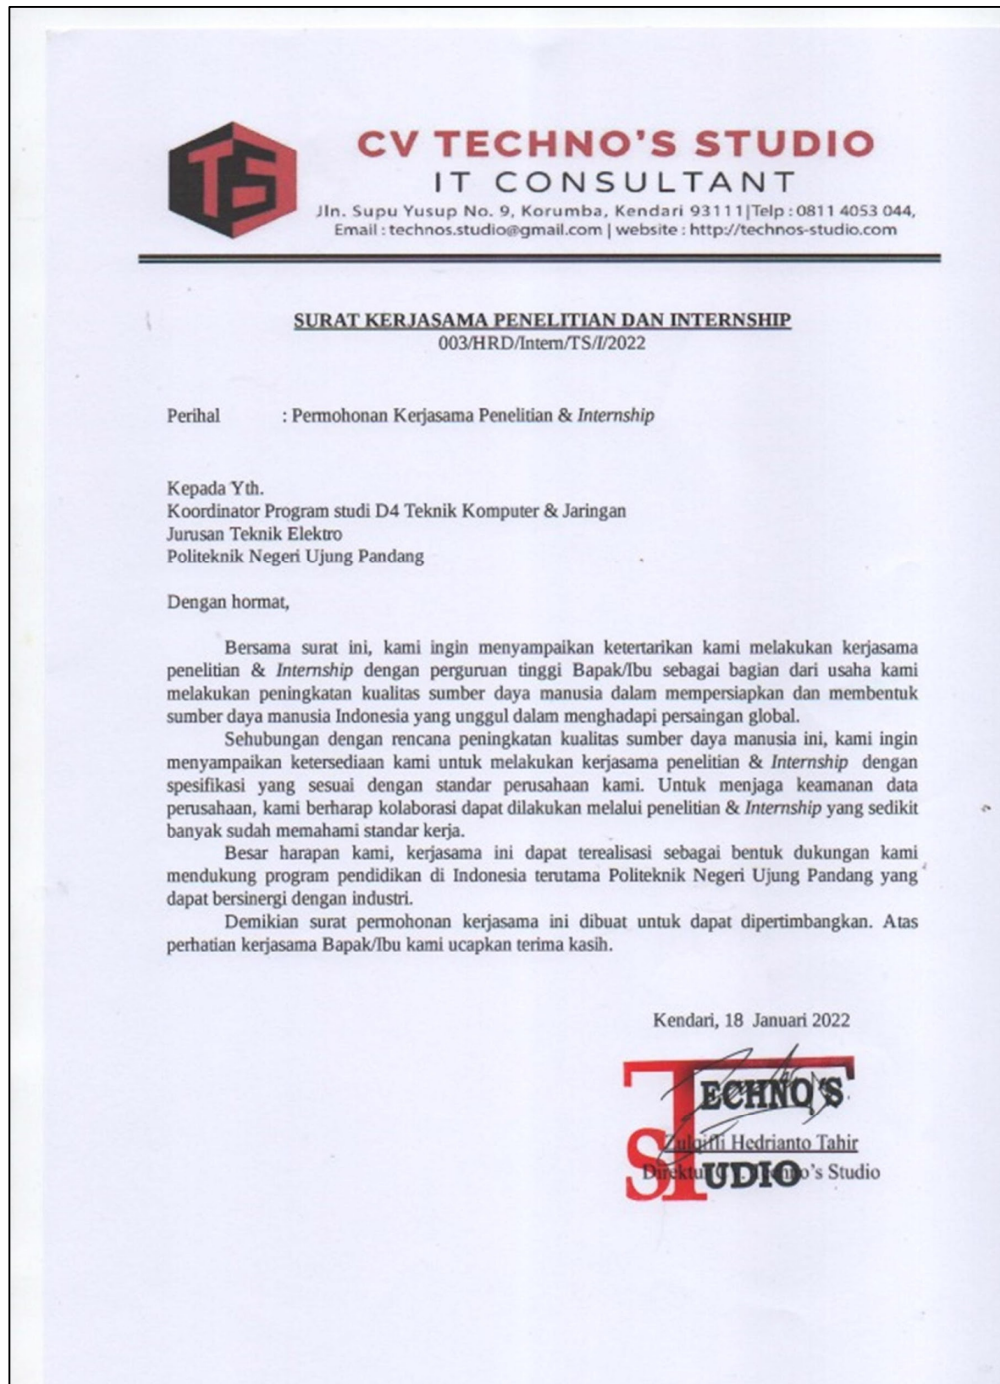 TS
CV TECHNO'S STUDIO
IT CONSULTANT
Jln. Supu Yusup No. 9, Korumba, Kendari 93111|Telp : 0811 4053 044,
Email : technos.studio@gmail.com | website : http://technos-studio.com
SURAT KERJASAMA PENELITIAN DAN INTERNSHIP
003/HRD/Intern/TS/I/2022
Perihal : Permohonan Kerjasama Penelitian & Internship
Kepada Yth.
Koordinator Program studi D4 Teknik Komputer & Jaringan
Jurusan Teknik Elektro
Politeknik Negeri Ujung Pandang
Dengan hormat,
Bersama surat ini, kami ingin menyampaikan ketertarikan kami melakukan kerjasama
penelitian & Internship dengan perguruan tinggi Bapak/Ibu sebagai bagian dari usaha kami
melakukan peningkatan kualitas sumber daya manusia dalam mempersiapkan dan membentuk
sumber daya manusia Indonesia yang unggul dalam menghadapi persaingan global.
Sehubungan dengan rencana peningkatan kualitas sumber daya manusia ini, kami ingin
menyampaikan ketersediaan kami untuk melakukan kerjasama penelitian & Internship dengan
spesifikasi yang sesuai dengan standar perusahaan kami. Untuk menjaga keamanan data
perusahaan, kami berharap kolaborasi dapat dilakukan melalui penelitian & Internship yang sedikit
banyak sudah memahami standar kerja.
Besar harapan kami, kerjasama ini dapat terealisasi sebagai bentuk dukungan kami
mendukung program pendidikan di Indonesia terutama Politeknik Negeri Ujung Pandang yang
dapat bersinergi dengan industri.
Demikian surat permohonan kerjasama ini dibuat untuk dapat dipertimbangkan. Atas
perhatian kerjasama Bapak/Ibu kami ucapkan terima kasih.
Kendari, 18 Januari 2022
TECHNO'S
Zulqifli Hedrianto Tahir
Direktur CV. Techno's Studio
STUDIO